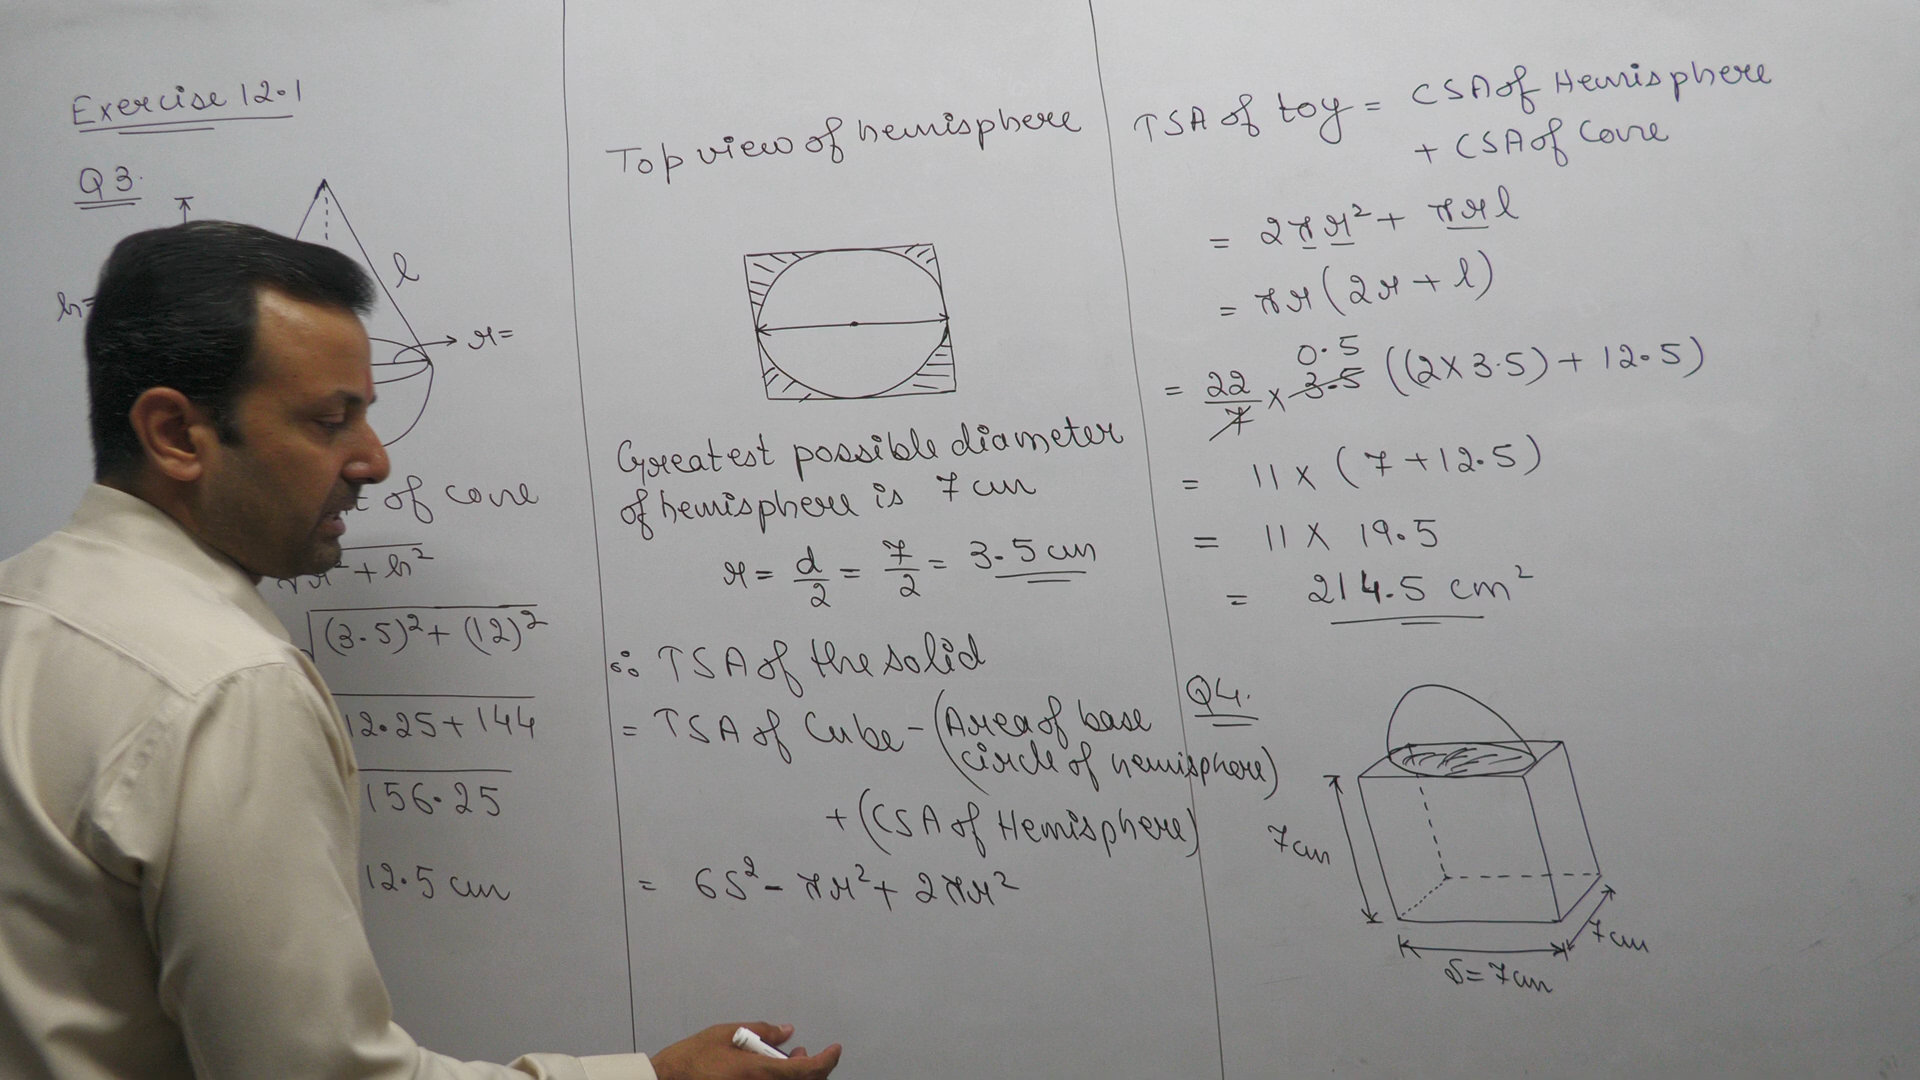 Exercise 12.1
Q3.
l
h=
r=
of cone
r²+h²
√(3.5)²+(12)²
12.25+144
156.25
12.5 cm
Top view of hemisphere
Greatest possible diameter
of hemisphere is 7 cm
r = d/2 = 7/2 = 3.5 cm
∴ TSA of the solid
= TSA of Cube - (Area of base
circle of hemisphere)
+ (CSA of Hemisphere)
= 6S² - πr² + 2πr²
TSA of toy = CSA of Hemisphere
+ CSA of Cone
= 2πr² + πrl
= πr(2r + l)
0.5
= 22/7 × 3.5 ((2×3.5) + 12.5)
= 11 × (7+12.5)
= 11 × 19.5
= 214.5 cm²
Q4.
7cm
7cm
S=7cm